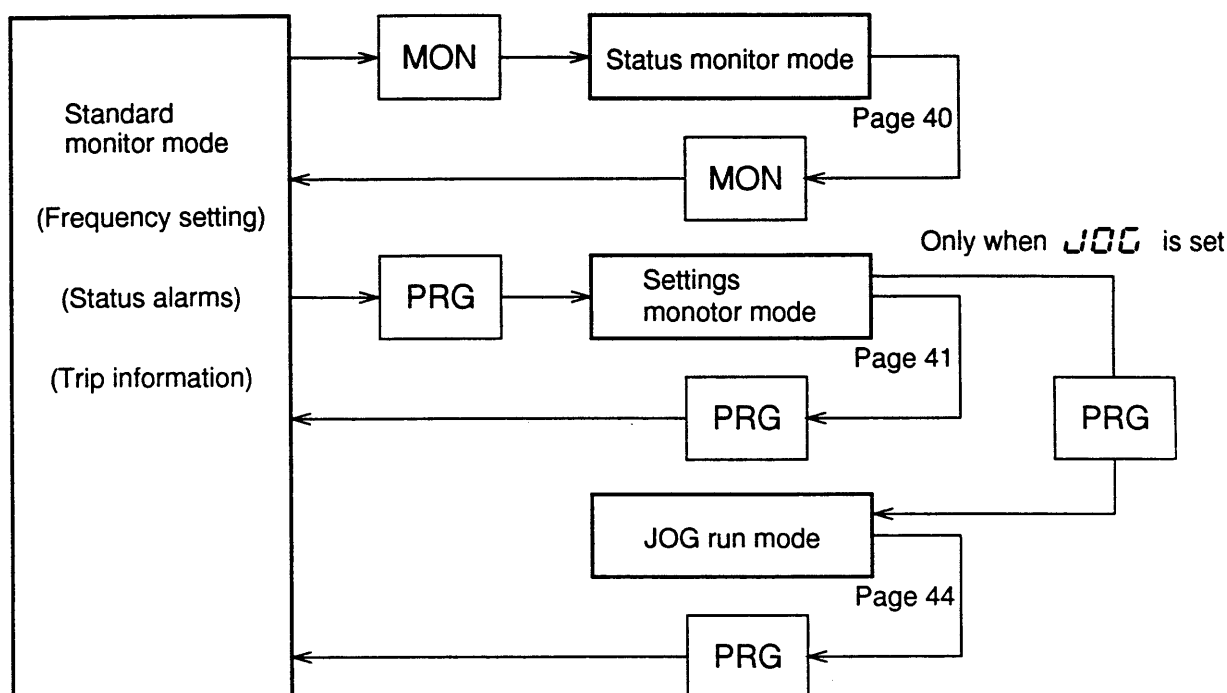 Standard
monitor mode
(Frequency setting)
(Status alarms)
(Trip information)
MON
Status monitor mode
Page 40
MON
Only when JOG is set
PRG
Settings
monotor mode
Page 41
PRG
PRG
JOG run mode
Page 44
PRG